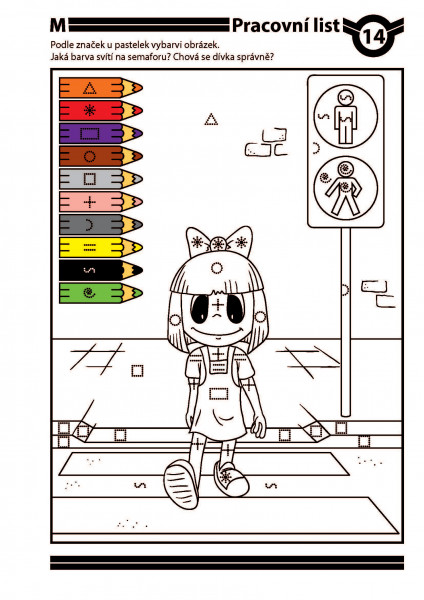 M Pracovní list 14
Podle značek u pastelek vybarvi obrázek.
Jaká barva svítí na semaforu? Chová se dívka správně?